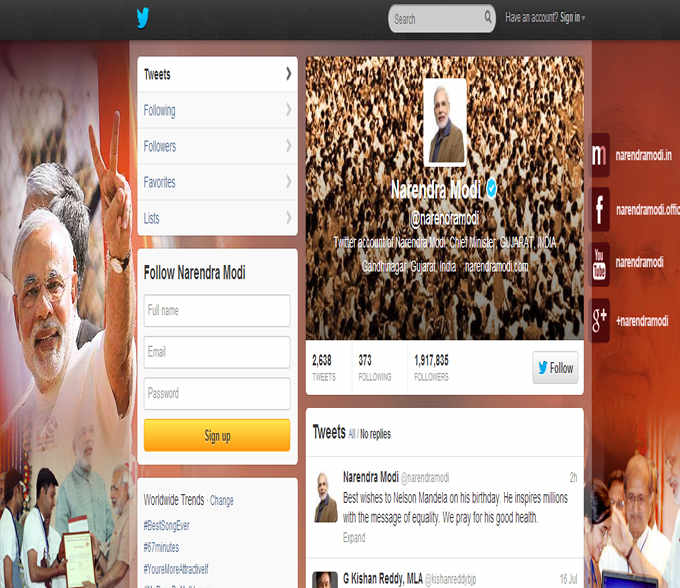 Search
Have an account? Sign in
Tweets
Following
Followers
Favorites
Lists
Follow Narendra Modi
Full name
Email
Password
Sign up
Worldwide Trends · Change
#BestSongEver
#67minutes
#YoureMoreAttractiveIf
Narendra Modi
@narendramodi
Twitter account of Narendra Modi, Chief Minister, GUJARAT, INDIA
Gandhinagar, Gujarat, India · narendramodi.com
2,638
TWEETS
373
FOLLOWING
1,917,835
FOLLOWERS
Follow
Tweets All / No replies
Narendra Modi @narendramodi 2h
Best wishes to Nelson Mandela on his birthday. He inspires millions
with the message of equality. We pray for his good health.
Expand
G Kishan Reddy, MLA @kishanreddybjp 16 Jul
m narendramodi.in
f narendramodi.offic
You Tube narendramodi
g+ +narendramodi